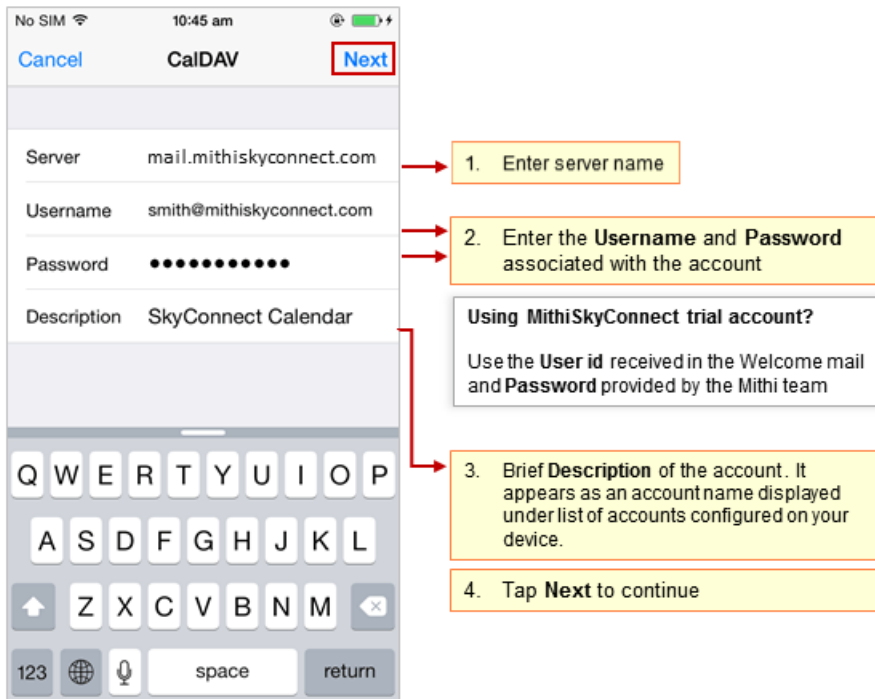 No SIM 10:45 am
Cancel CalDAV Next
Server mail.mithiskyconnect.com
Username smith@mithiskyconnect.com
Password ●●●●●●●●●●●
Description SkyConnect Calendar
Q W E R T Y U I O P
A S D F G H J K L
Z X C V B N M
123 space return
1. Enter server name
2. Enter the Username and Password
associated with the account
Using MithiSkyConnect trial account?
Use the User id received in the Welcome mail
and Password provided by the Mithi team
3. Brief Description of the account. It
appears as an account name displayed
under list of accounts configured on your
device.
4. Tap Next to continue